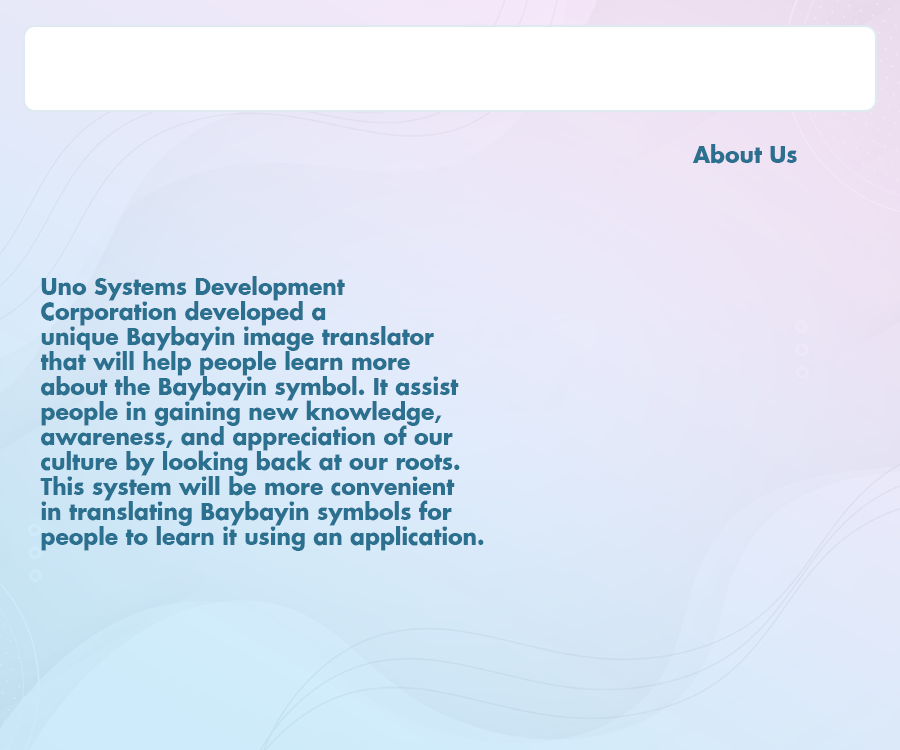 About Us
Uno Systems Development
Corporation developed a
unique Baybayin image translator
that will help people learn more
about the Baybayin symbol. It assist
people in gaining new knowledge,
awareness, and appreciation of our
culture by looking back at our roots.
This system will be more convenient
in translating Baybayin symbols for
people to learn it using an application.